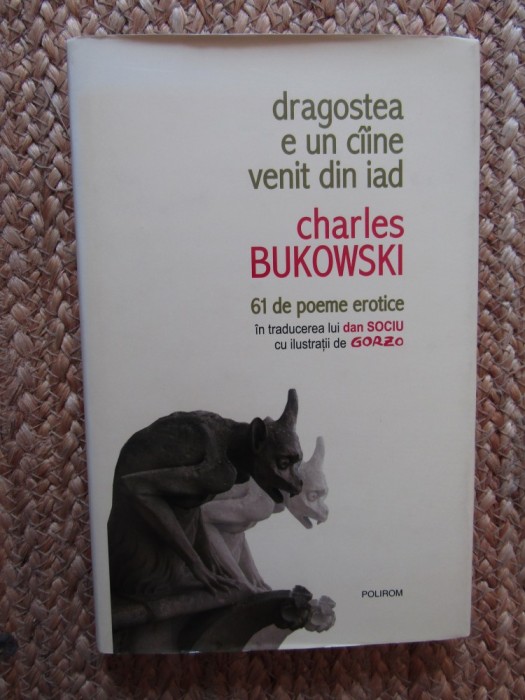 dragostea
e un cîine
venit din iad
charles
BUKOWSKI
61 de poeme erotice
în traducerea lui dan SOCIU
cu ilustrații de GORZO
POLIROM